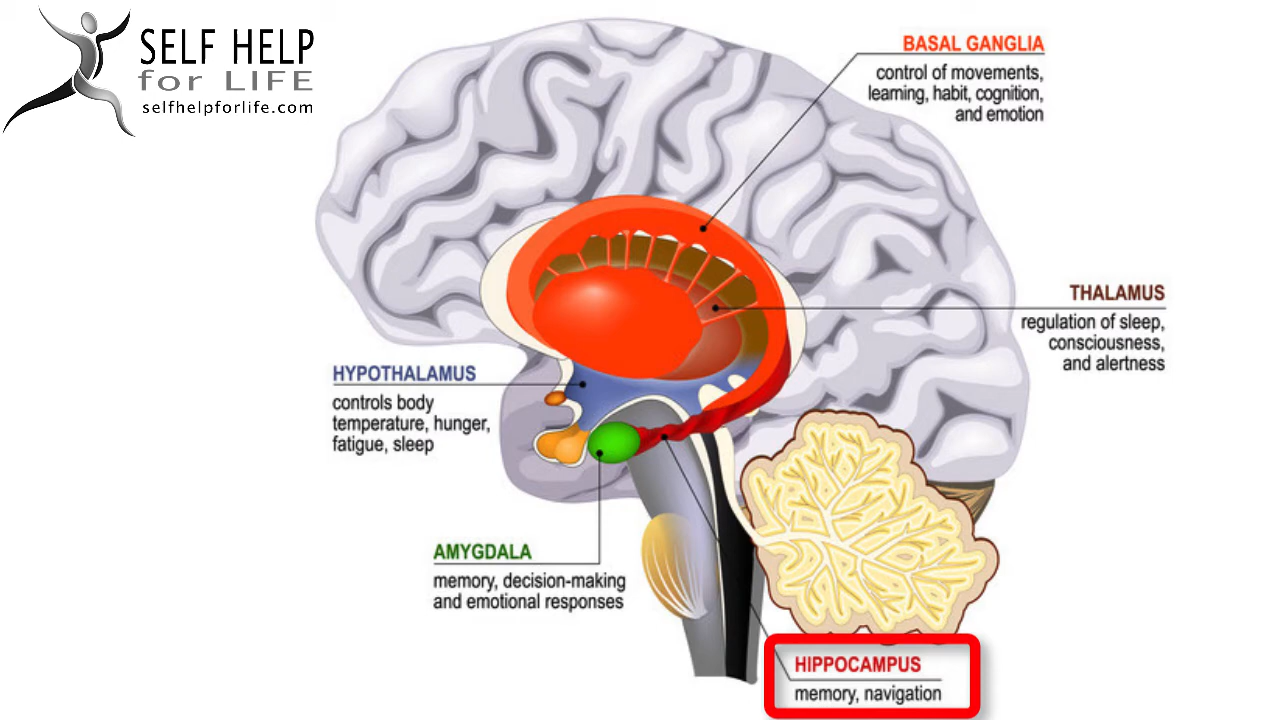 SELF HELP
for LIFE
selfhelpforlife.com
BASAL GANGLIA
control of movements,
learning, habit, cognition,
and emotion
THALAMUS
regulation of sleep,
consciousness,
and alertness
HYPOTHALAMUS
controls body
temperature, hunger,
fatigue, sleep
AMYGDALA
memory, decision-making
and emotional responses
HIPPOCAMPUS
memory, navigation